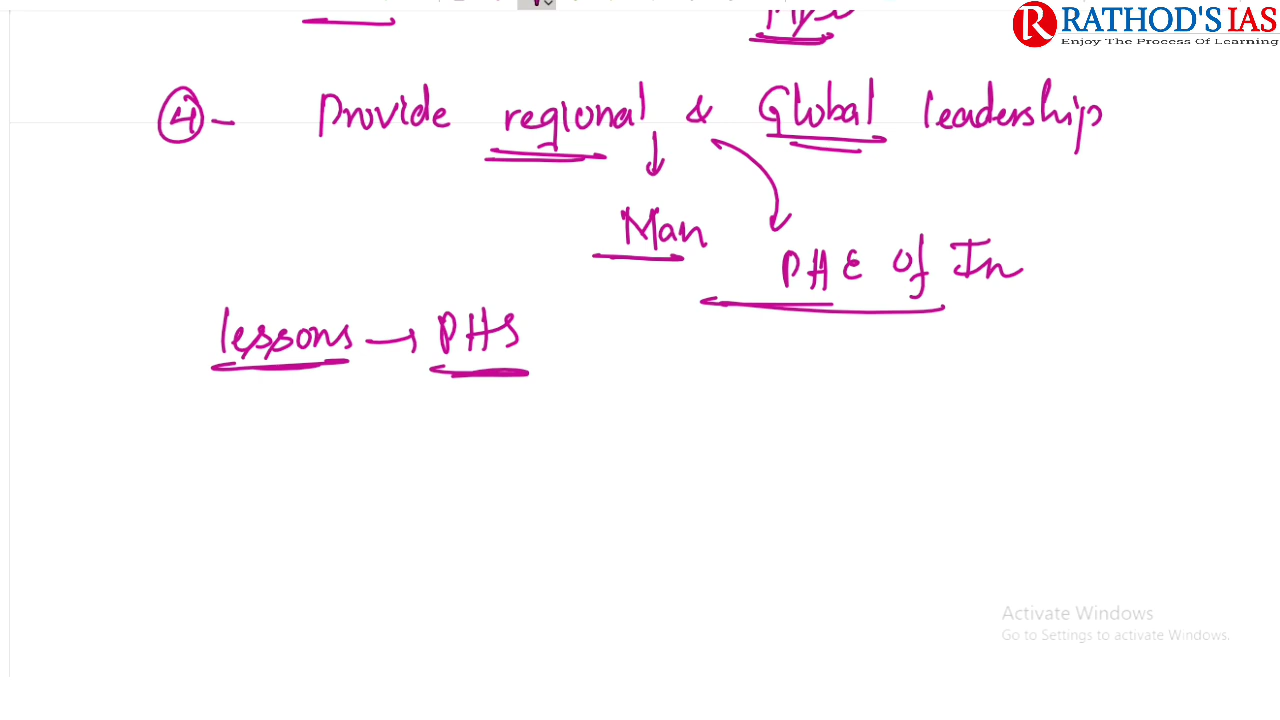 RATHOD'S IAS
Enjoy The Process Of Learning
④- Provide regional & Global leadership
Man
PHE Of In
lessons → PHS
Activate Windows
Go to Settings to activate Windows.